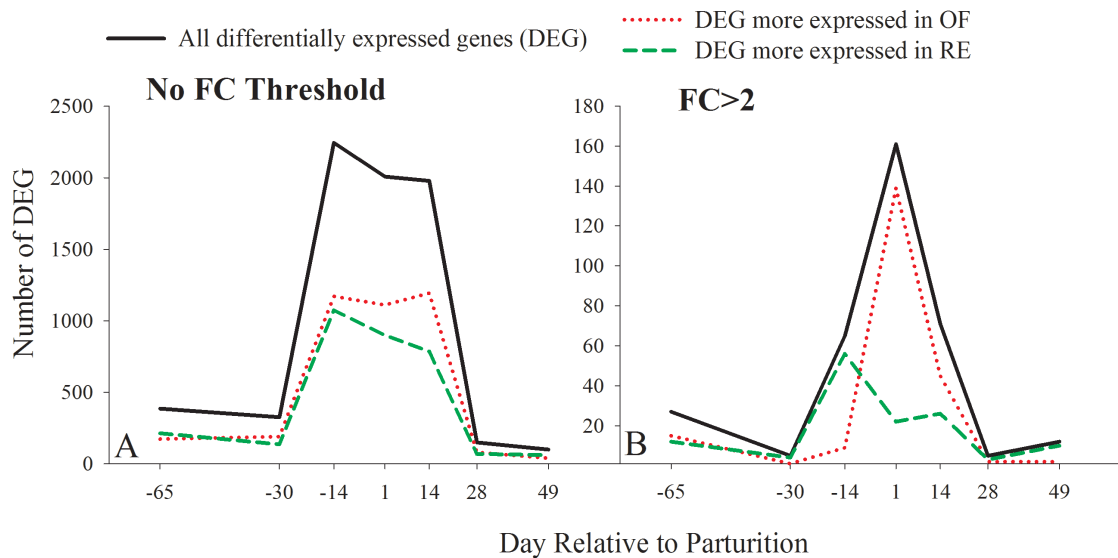 All differentially expressed genes (DEG)
DEG more expressed in OF
DEG more expressed in RE
No FC Threshold
FC>2
Number of DEG
2500
2000
1500
1000
500
0
A
-65 -30 -14 1 14 28 49
180
160
140
120
100
80
60
40
20
B
-65 -30 -14 1 14 28 49
Day Relative to Parturition